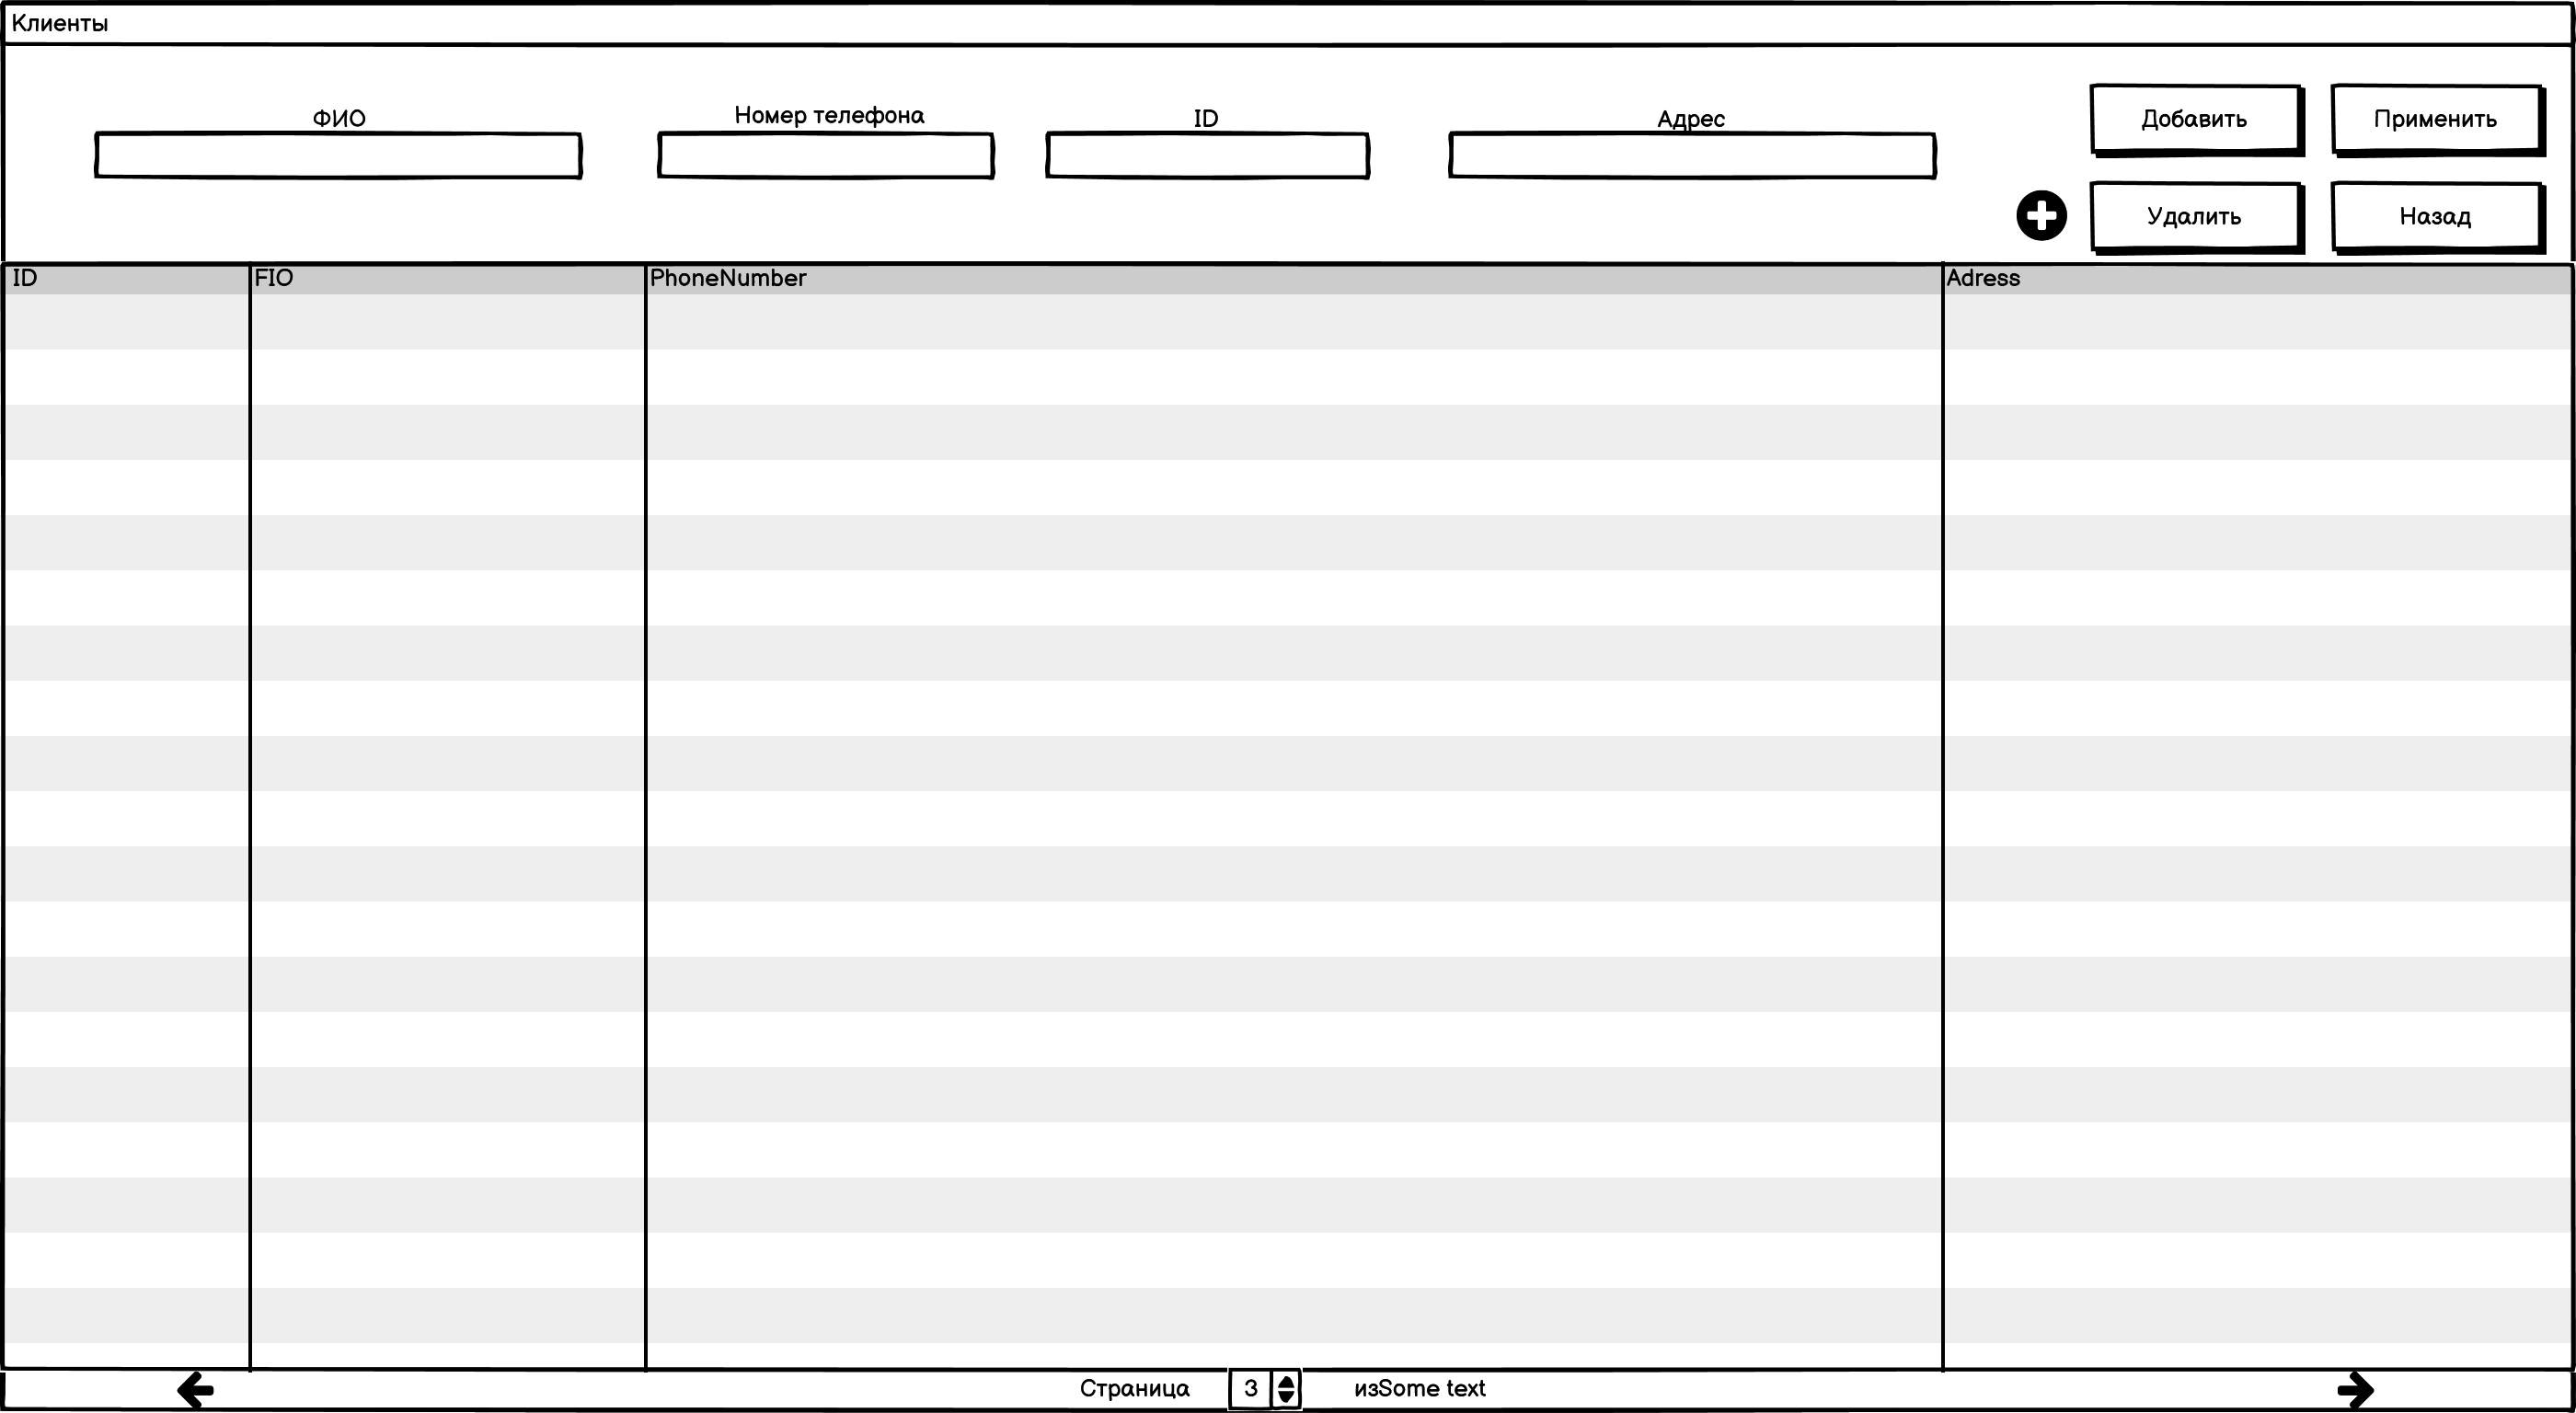 Клиенты
ФИО
Номер телефона
ID
Адрес
Добавить
Применить
Удалить
Назад
ID
FIO
PhoneNumber
Adress
Страница
3
изSome text